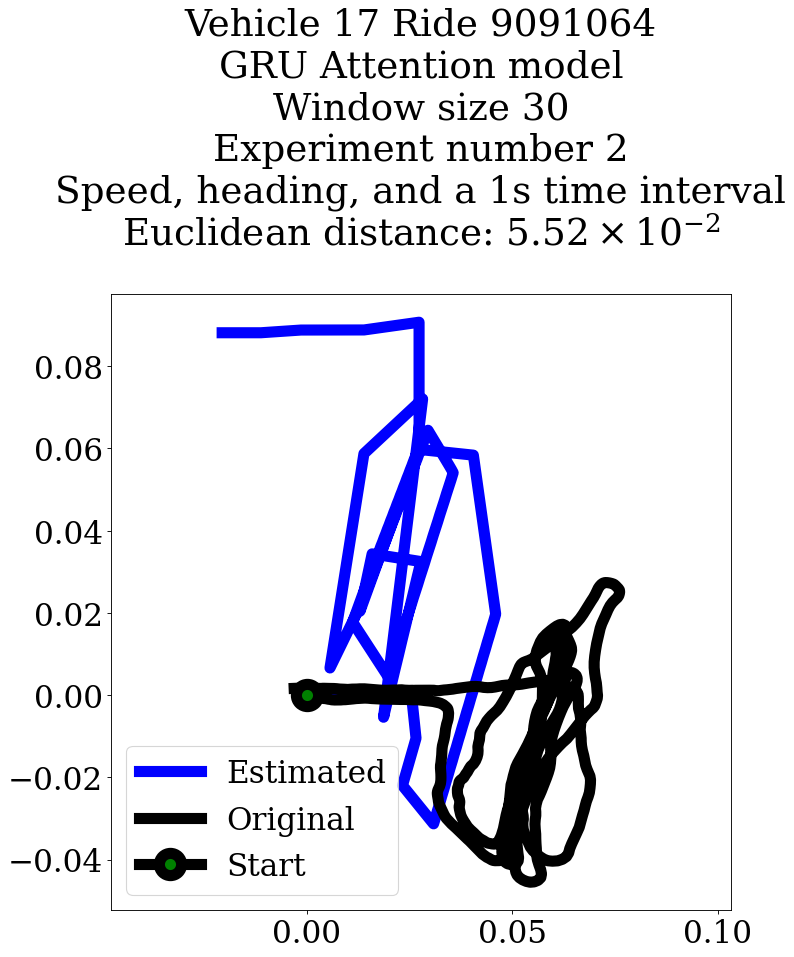 Vehicle 17 Ride 9091064
GRU Attention model
Window size 30
Experiment number 2
Speed, heading, and a 1s time interval
Euclidean distance: 5.52 × 10⁻²
0.08
0.06
0.04
0.02
0.00
−0.02
−0.04
Estimated
Original
Start
0.00 0.05 0.10